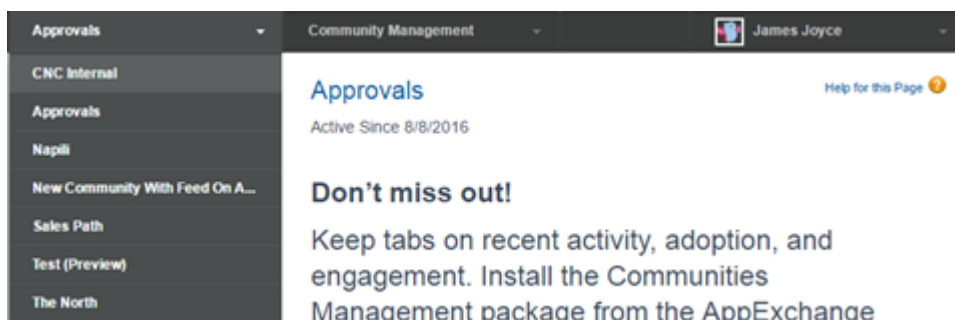 Approvals
Community Management
James Joyce
CNC Internal
Approvals
Napili
New Community With Feed On A...
Sales Path
Test (Preview)
The North
Approvals
Help for this Page
Active Since 8/8/2016
Don't miss out!
Keep tabs on recent activity, adoption, and
engagement. Install the Communities
Management package from the AppExchange